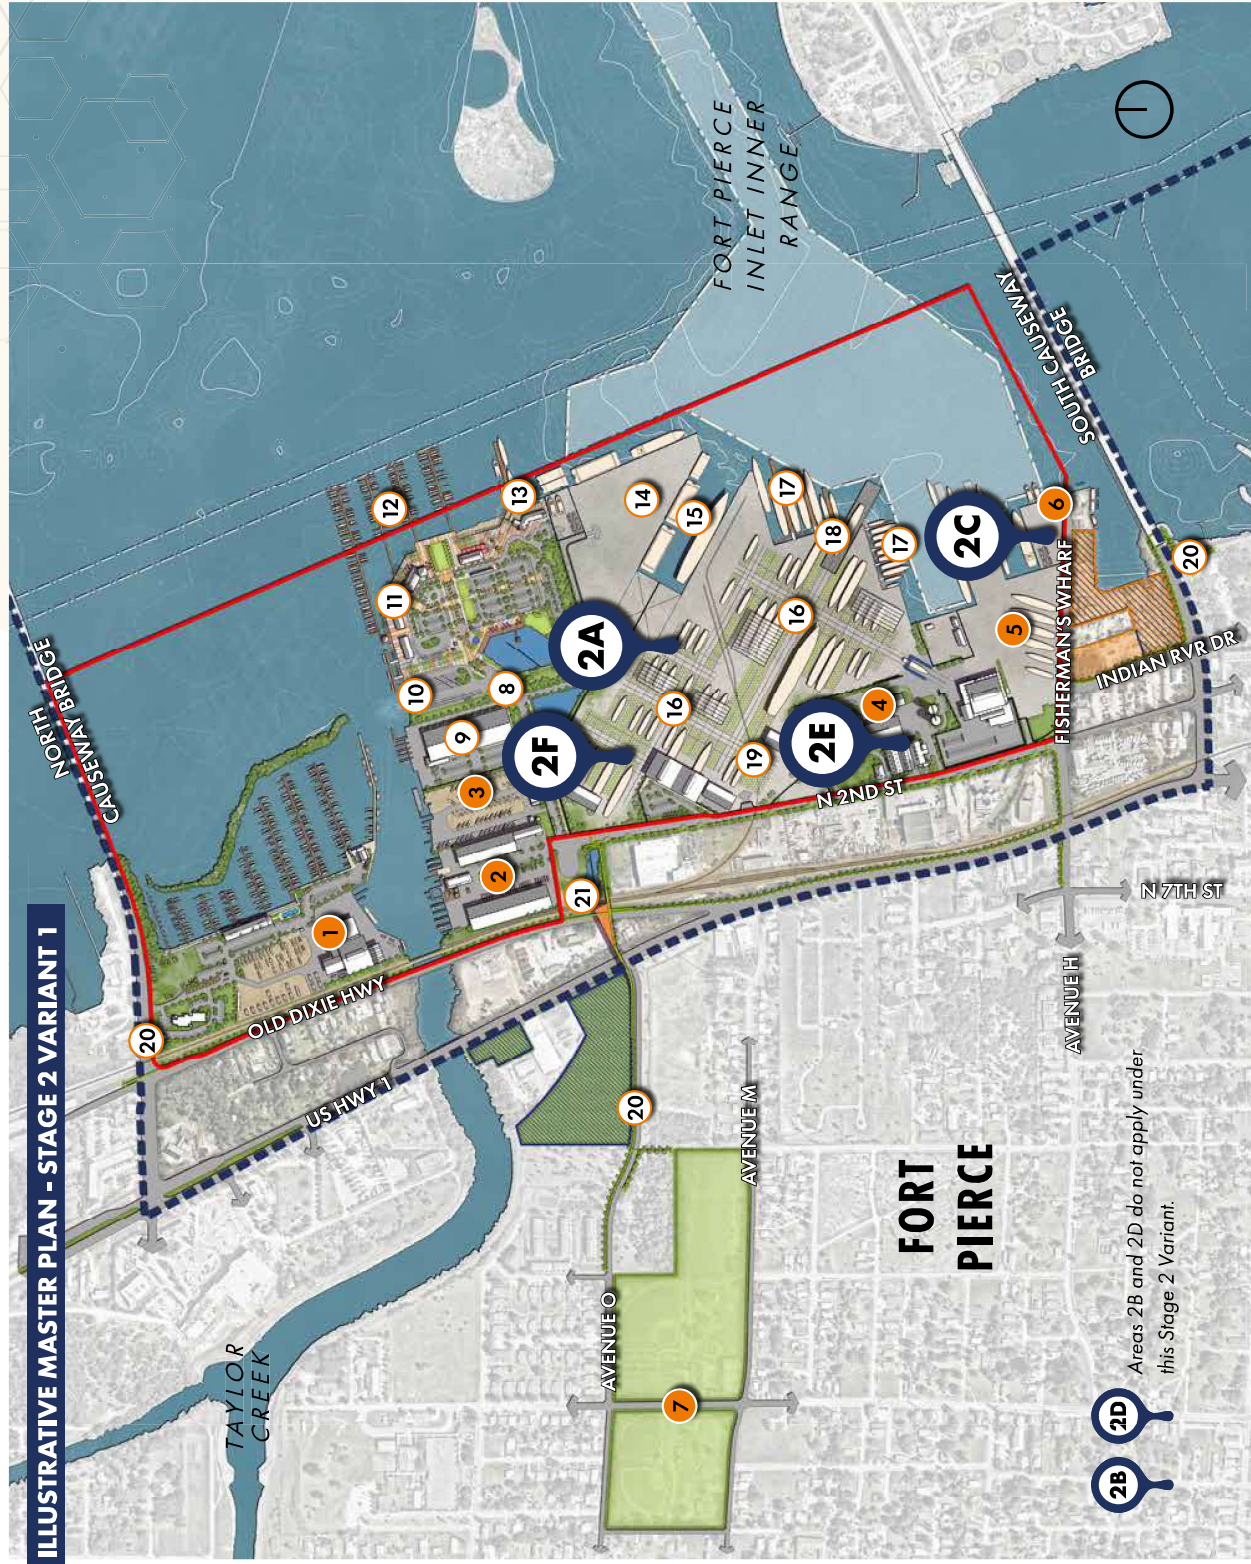 ILLUSTRATIVE MASTER PLAN - STAGE 2 VARIANT 1
NORTH
CAUSEWAY BRIDGE
FORT PIERCE
INLET INNER
RANGE
SOUTH CAUSEWAY
BRIDGE
12
13
14
15
17
11
18
17
2C
6
20
10
8
2A
16
5
FISHERMAN'S WHARF
INDIAN RVR DR
9
2F
16
19
2E
4
3
N 2ND ST
2
21
1
N 7TH ST
20
OLD DIXIE HWY
AVENUE H
US HWY 1
20
AVENUE M
FORT
PIERCE
TAYLOR
CREEK
AVENUE O
7
2B
2D
Areas 2B and 2D do not apply under
this Stage 2 Variant.